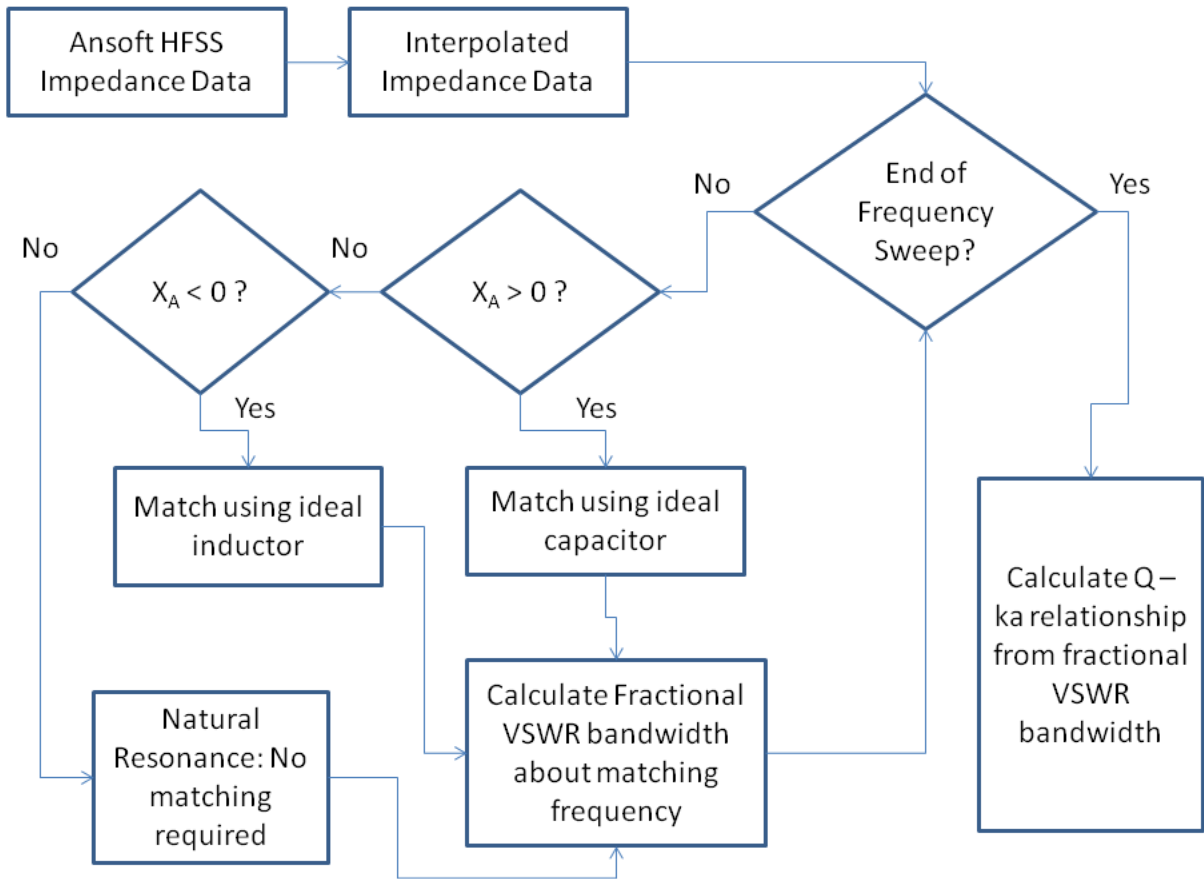 Ansoft HFSS
Impedance Data
Interpolated
Impedance Data
End of
Frequency
Sweep?
No
Yes
X_A > 0 ?
No
Yes
X_A < 0 ?
No
Yes
Match using ideal
inductor
Match using ideal
capacitor
Natural
Resonance: No
matching
required
Calculate Fractional
VSWR bandwidth
about matching
frequency
Calculate Q –
ka relationship
from fractional
VSWR
bandwidth